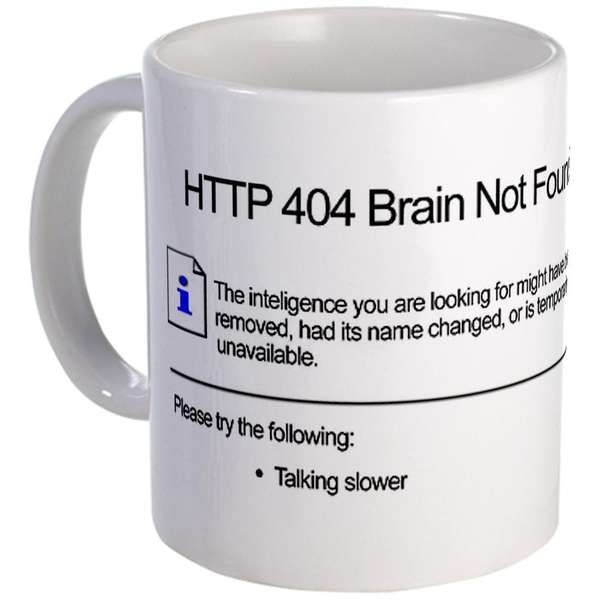 HTTP 404 Brain Not Found
i
The inteligence you are looking for might have
removed, had its name changed, or is
unavailable.
Please try the following:
• Talking slower